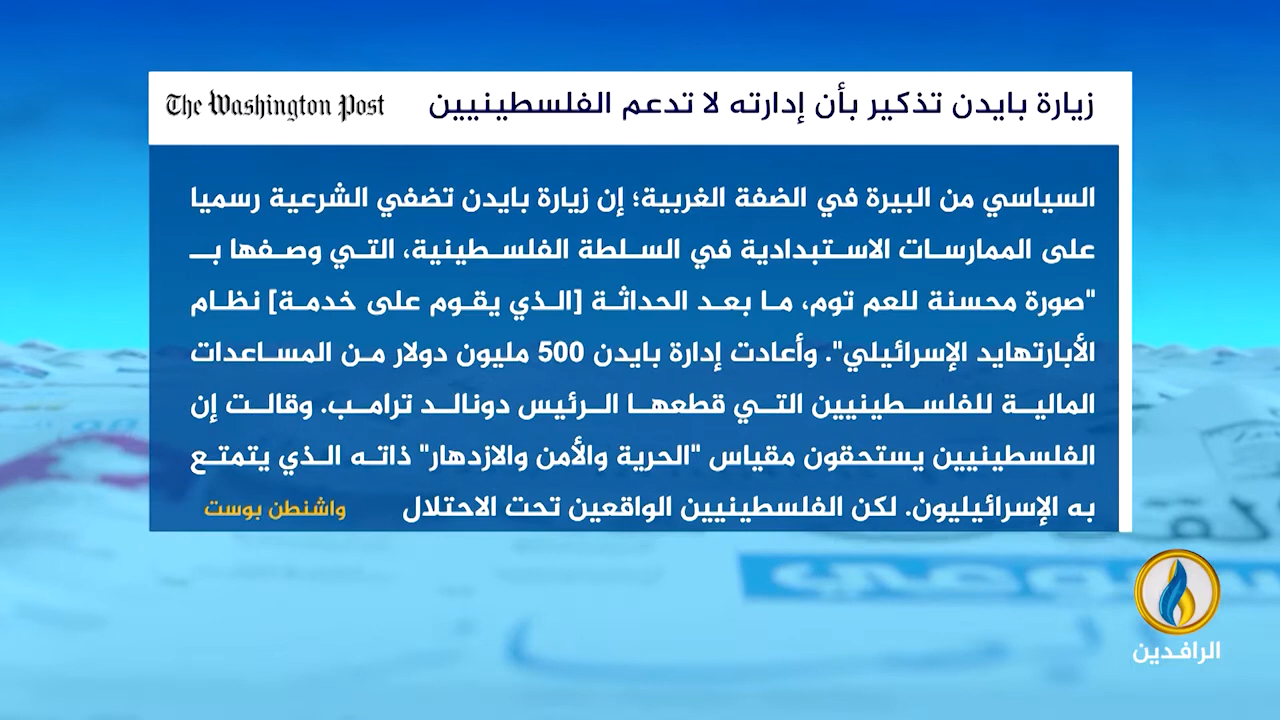 زيارة بايدن تذكير بأن إدارته لا تدعم الفلسطينيين
The Washington Post
السياسي من البيرة في الضفة الغربية؛ إن زيارة بايدن تضفي الشرعية رسميا
على الممارسات الاستبدادية في السلطة الفلسطينية، التي وصفها بـ
"صورة محسنة للعم توم، ما بعد الحداثة [الذي يقوم على خدمة] نظام
الأبارتهايد الإسرائيلي". وأعادت إدارة بايدن 500 مليون دولار من المساعدات
المالية للفلسطينيين التي قطعها الرئيس دونالد ترامب. وقالت إن
الفلسطينيين يستحقون مقياس "الحرية والأمن والازدهار" ذاته الذي يتمتع
به الإسرائيليون. لكن الفلسطينيين الواقعين تحت الاحتلال
واشنطن بوست
الرافدين